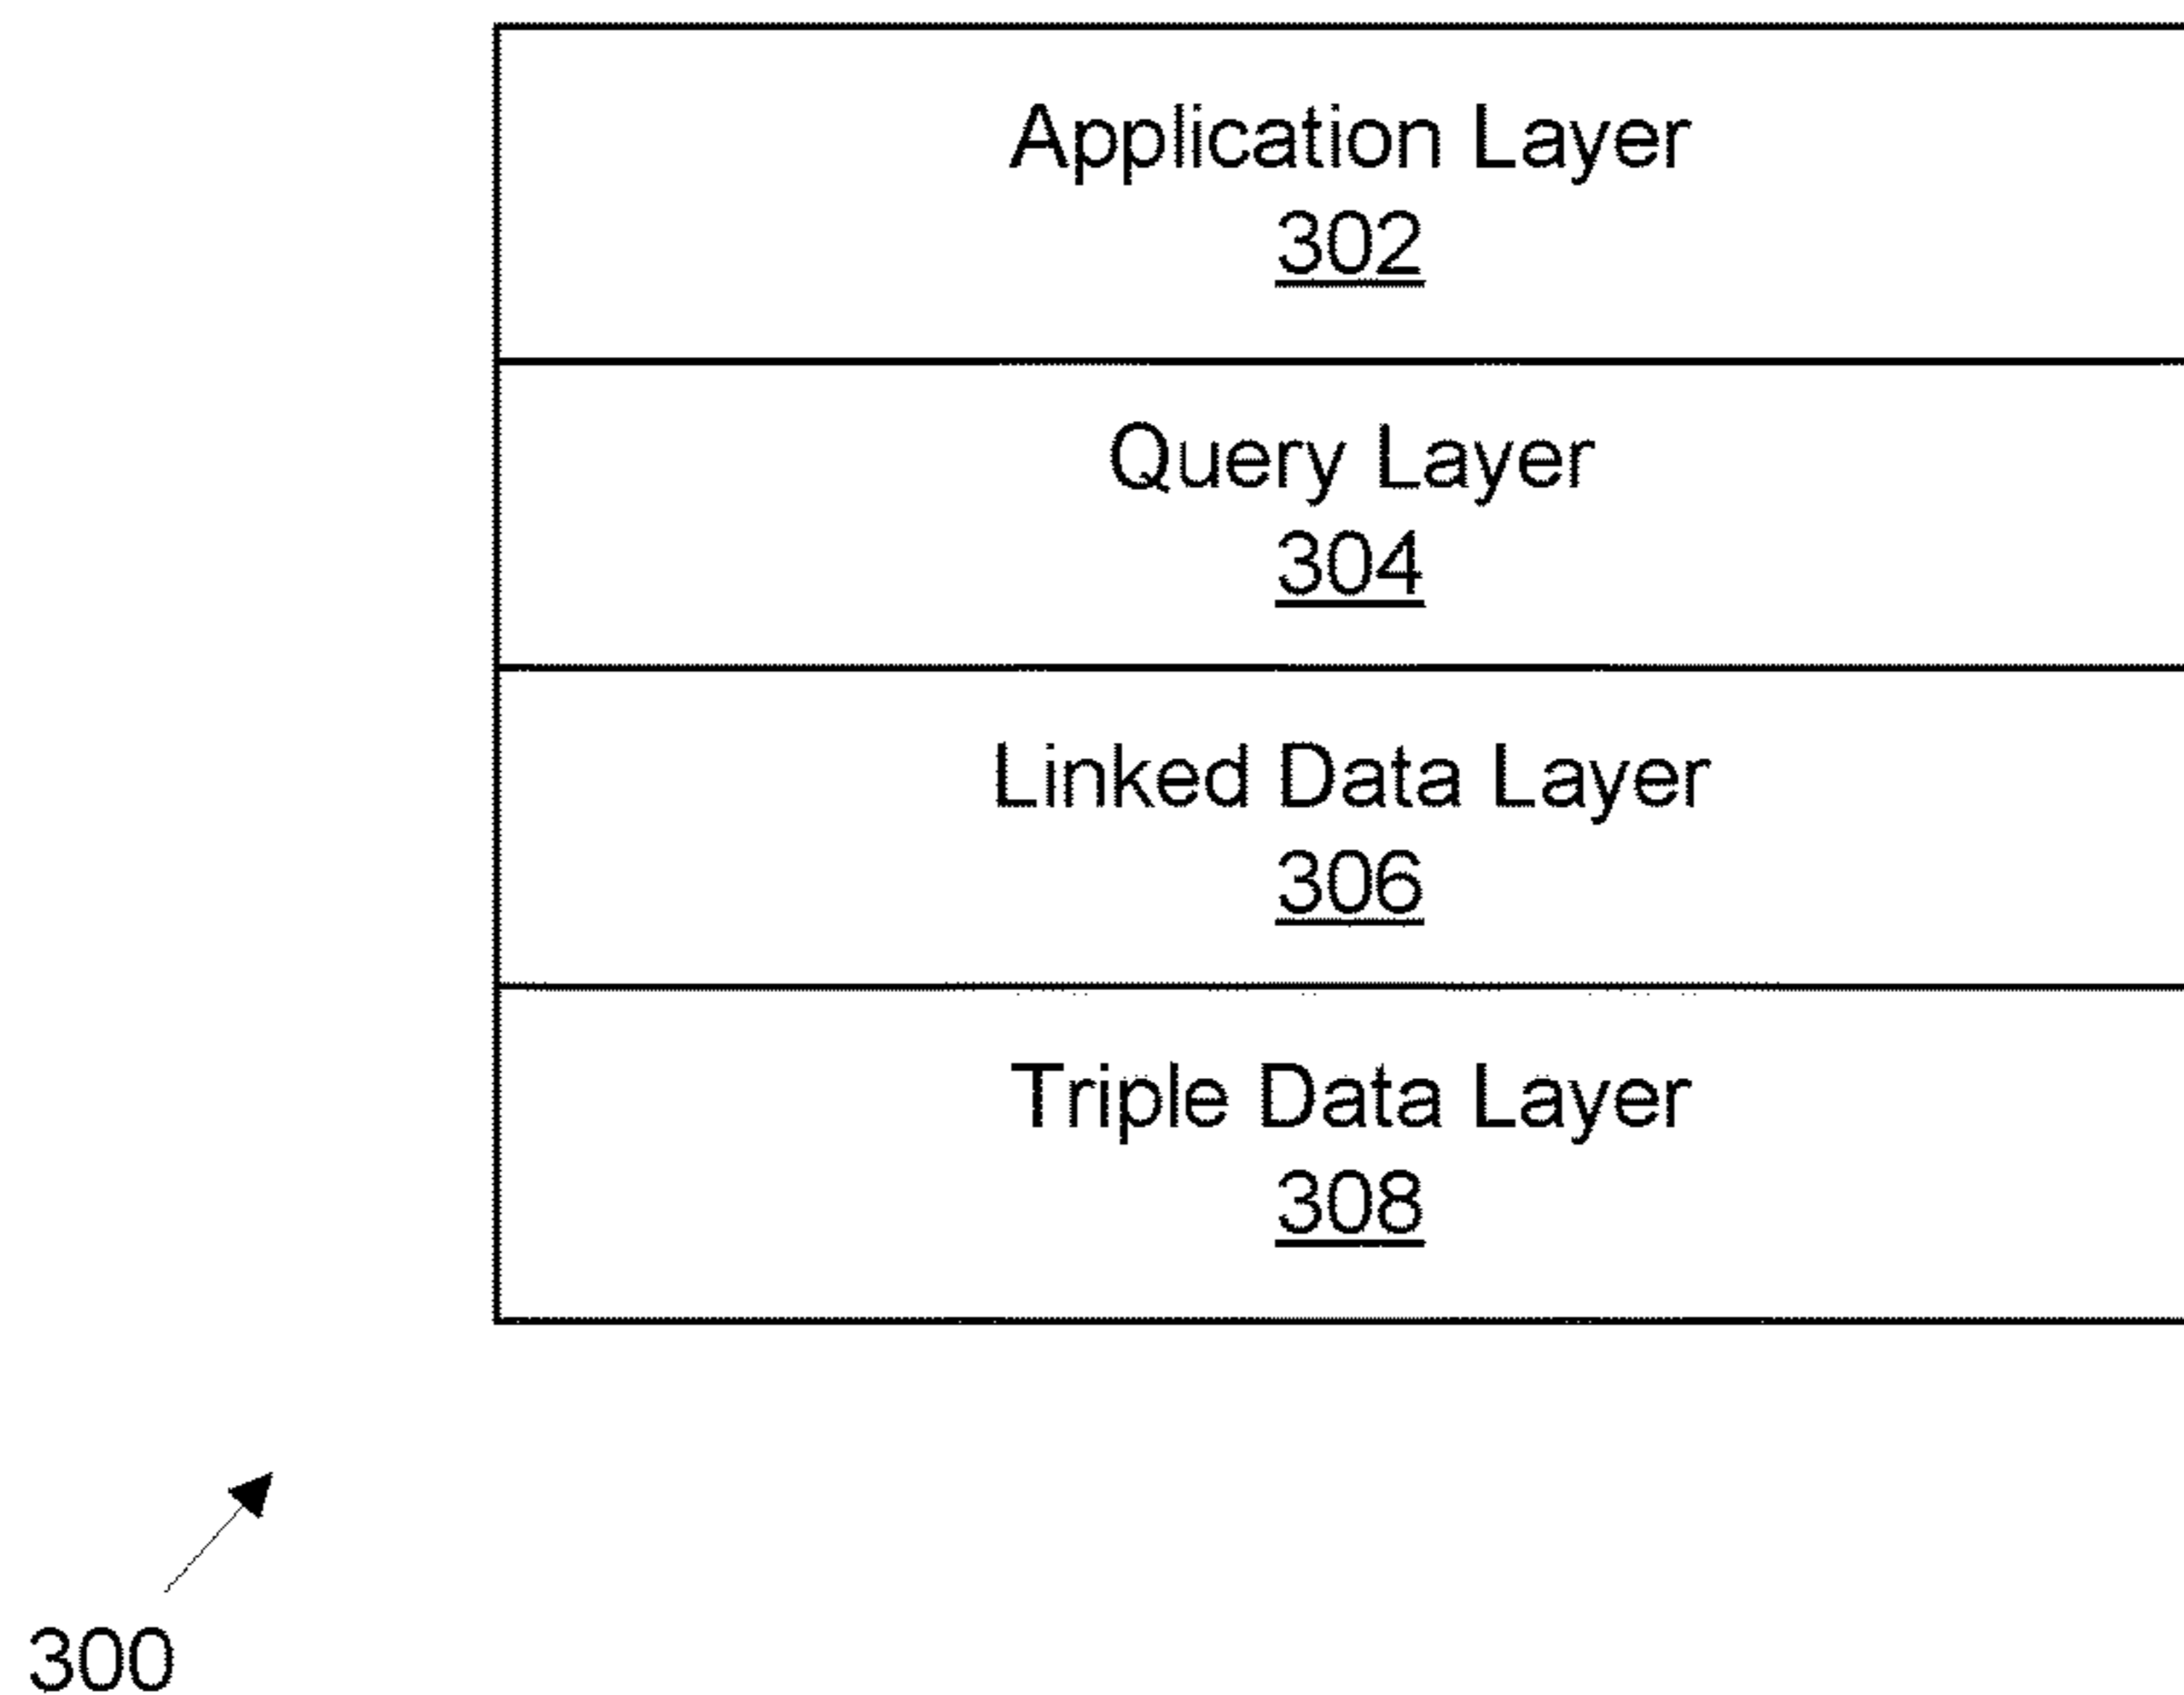 Application Layer
302
Query Layer
304
Linked Data Layer
306
Triple Data Layer
308
300